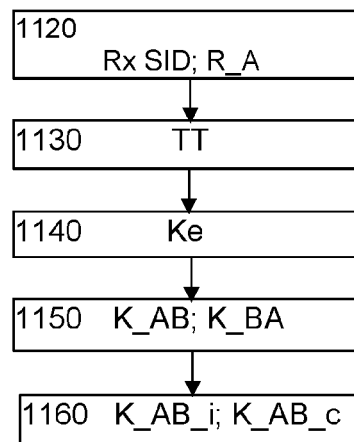 1120
Rx SID; R_A
1130 TT
1140 Ke
1150 K_AB; K_BA
1160 K_AB_i; K_AB_c